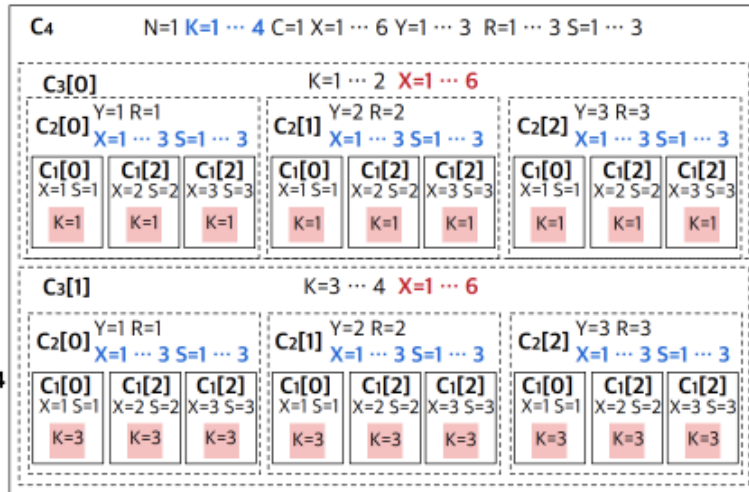 C4 N=1 K=1 ··· 4 C=1 X=1 ··· 6 Y=1 ··· 3 R=1 ··· 3 S=1 ··· 3
C3[0] K=1 ··· 2 X=1 ··· 6
C2[0] Y=1 R=1 X=1 ··· 3 S=1 ··· 3
C2[1] Y=2 R=2 X=1 ··· 3 S=1 ··· 3
C2[2] Y=3 R=3 X=1 ··· 3 S=1 ··· 3
C1[0] C1[2] C1[2] C1[0] C1[2] C1[2] C1[0] C1[2] C1[2]
X=1 S=1 X=2 S=2 X=3 S=3 X=1 S=1 X=2 S=2 X=3 S=3 X=1 S=1 X=2 S=2 X=3 S=3
K=1 K=1 K=1 K=1 K=1 K=1 K=1 K=1 K=1
C3[1] K=3 ··· 4 X=1 ··· 6
C2[0] Y=1 R=1 X=1 ··· 3 S=1 ··· 3
C2[1] Y=2 R=2 X=1 ··· 3 S=1 ··· 3
C2[2] Y=3 R=3 X=1 ··· 3 S=1 ··· 3
C1[0] C1[2] C1[2] C1[0] C1[2] C1[2] C1[0] C1[2] C1[2]
X=1 S=1 X=2 S=2 X=3 S=3 X=1 S=1 X=2 S=2 X=3 S=3 X=1 S=1 X=2 S=2 X=3 S=3
K=3 K=3 K=3 K=3 K=3 K=3 K=3 K=3 K=3